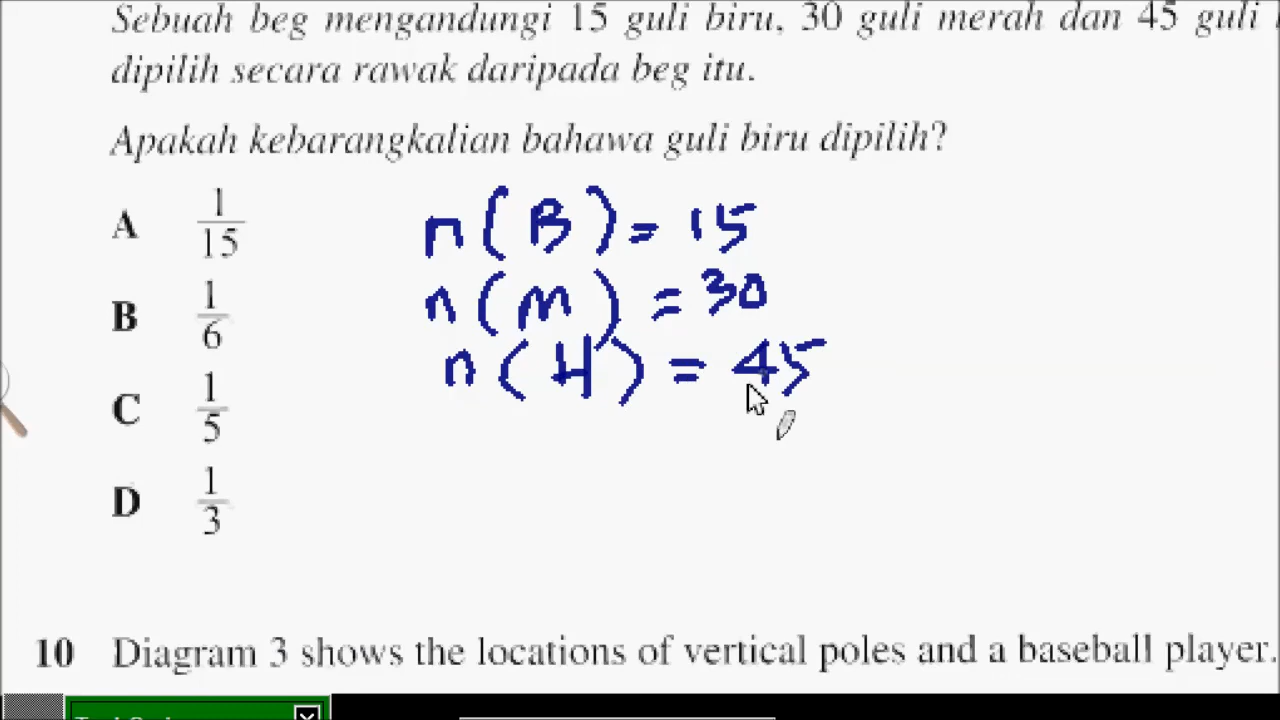 Sebuah beg mengandungi 15 guli biru, 30 guli merah dan 45 guli
dipilih secara rawak daripada beg itu.
Apakah kebarangkalian bahawa guli biru dipilih?
A 1/15
B 1/6
C 1/5
D 1/3
n(B) = 15
n(M) = 30
n(H) = 45
10 Diagram 3 shows the locations of vertical poles and a baseball player.